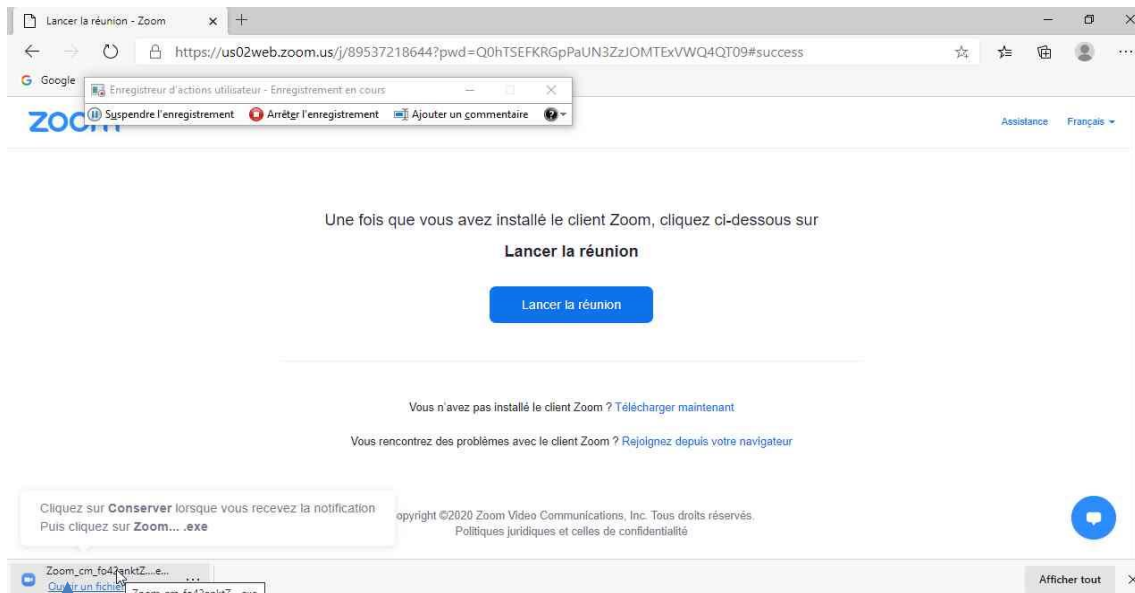 Lancer la réunion - Zoom
https://us02web.zoom.us/j/89537218644?pwd=Q0hTSEFKRGpPaUN3ZzJOMTExVWQ4QT09#success
Google
Enregistreur d'actions utilisateur - Enregistrement en cours
Suspendre l'enregistrement Arrêter l'enregistrement Ajouter un commentaire
zoom
Assistance Français
Une fois que vous avez installé le client Zoom, cliquez ci-dessous sur
Lancer la réunion
Lancer la réunion
Vous n'avez pas installé le client Zoom ? Télécharger maintenant
Vous rencontrez des problèmes avec le client Zoom ? Rejoignez depuis votre navigateur
Cliquez sur Conserver lorsque vous recevez la notification
Puis cliquez sur Zoom... .exe
opyright ©2020 Zoom Video Communications, Inc. Tous droits réservés.
Politiques juridiques et celles de confidentialité
Zoom_cm_fo42anktZ....e...
Ouvrir un fichier
Afficher tout